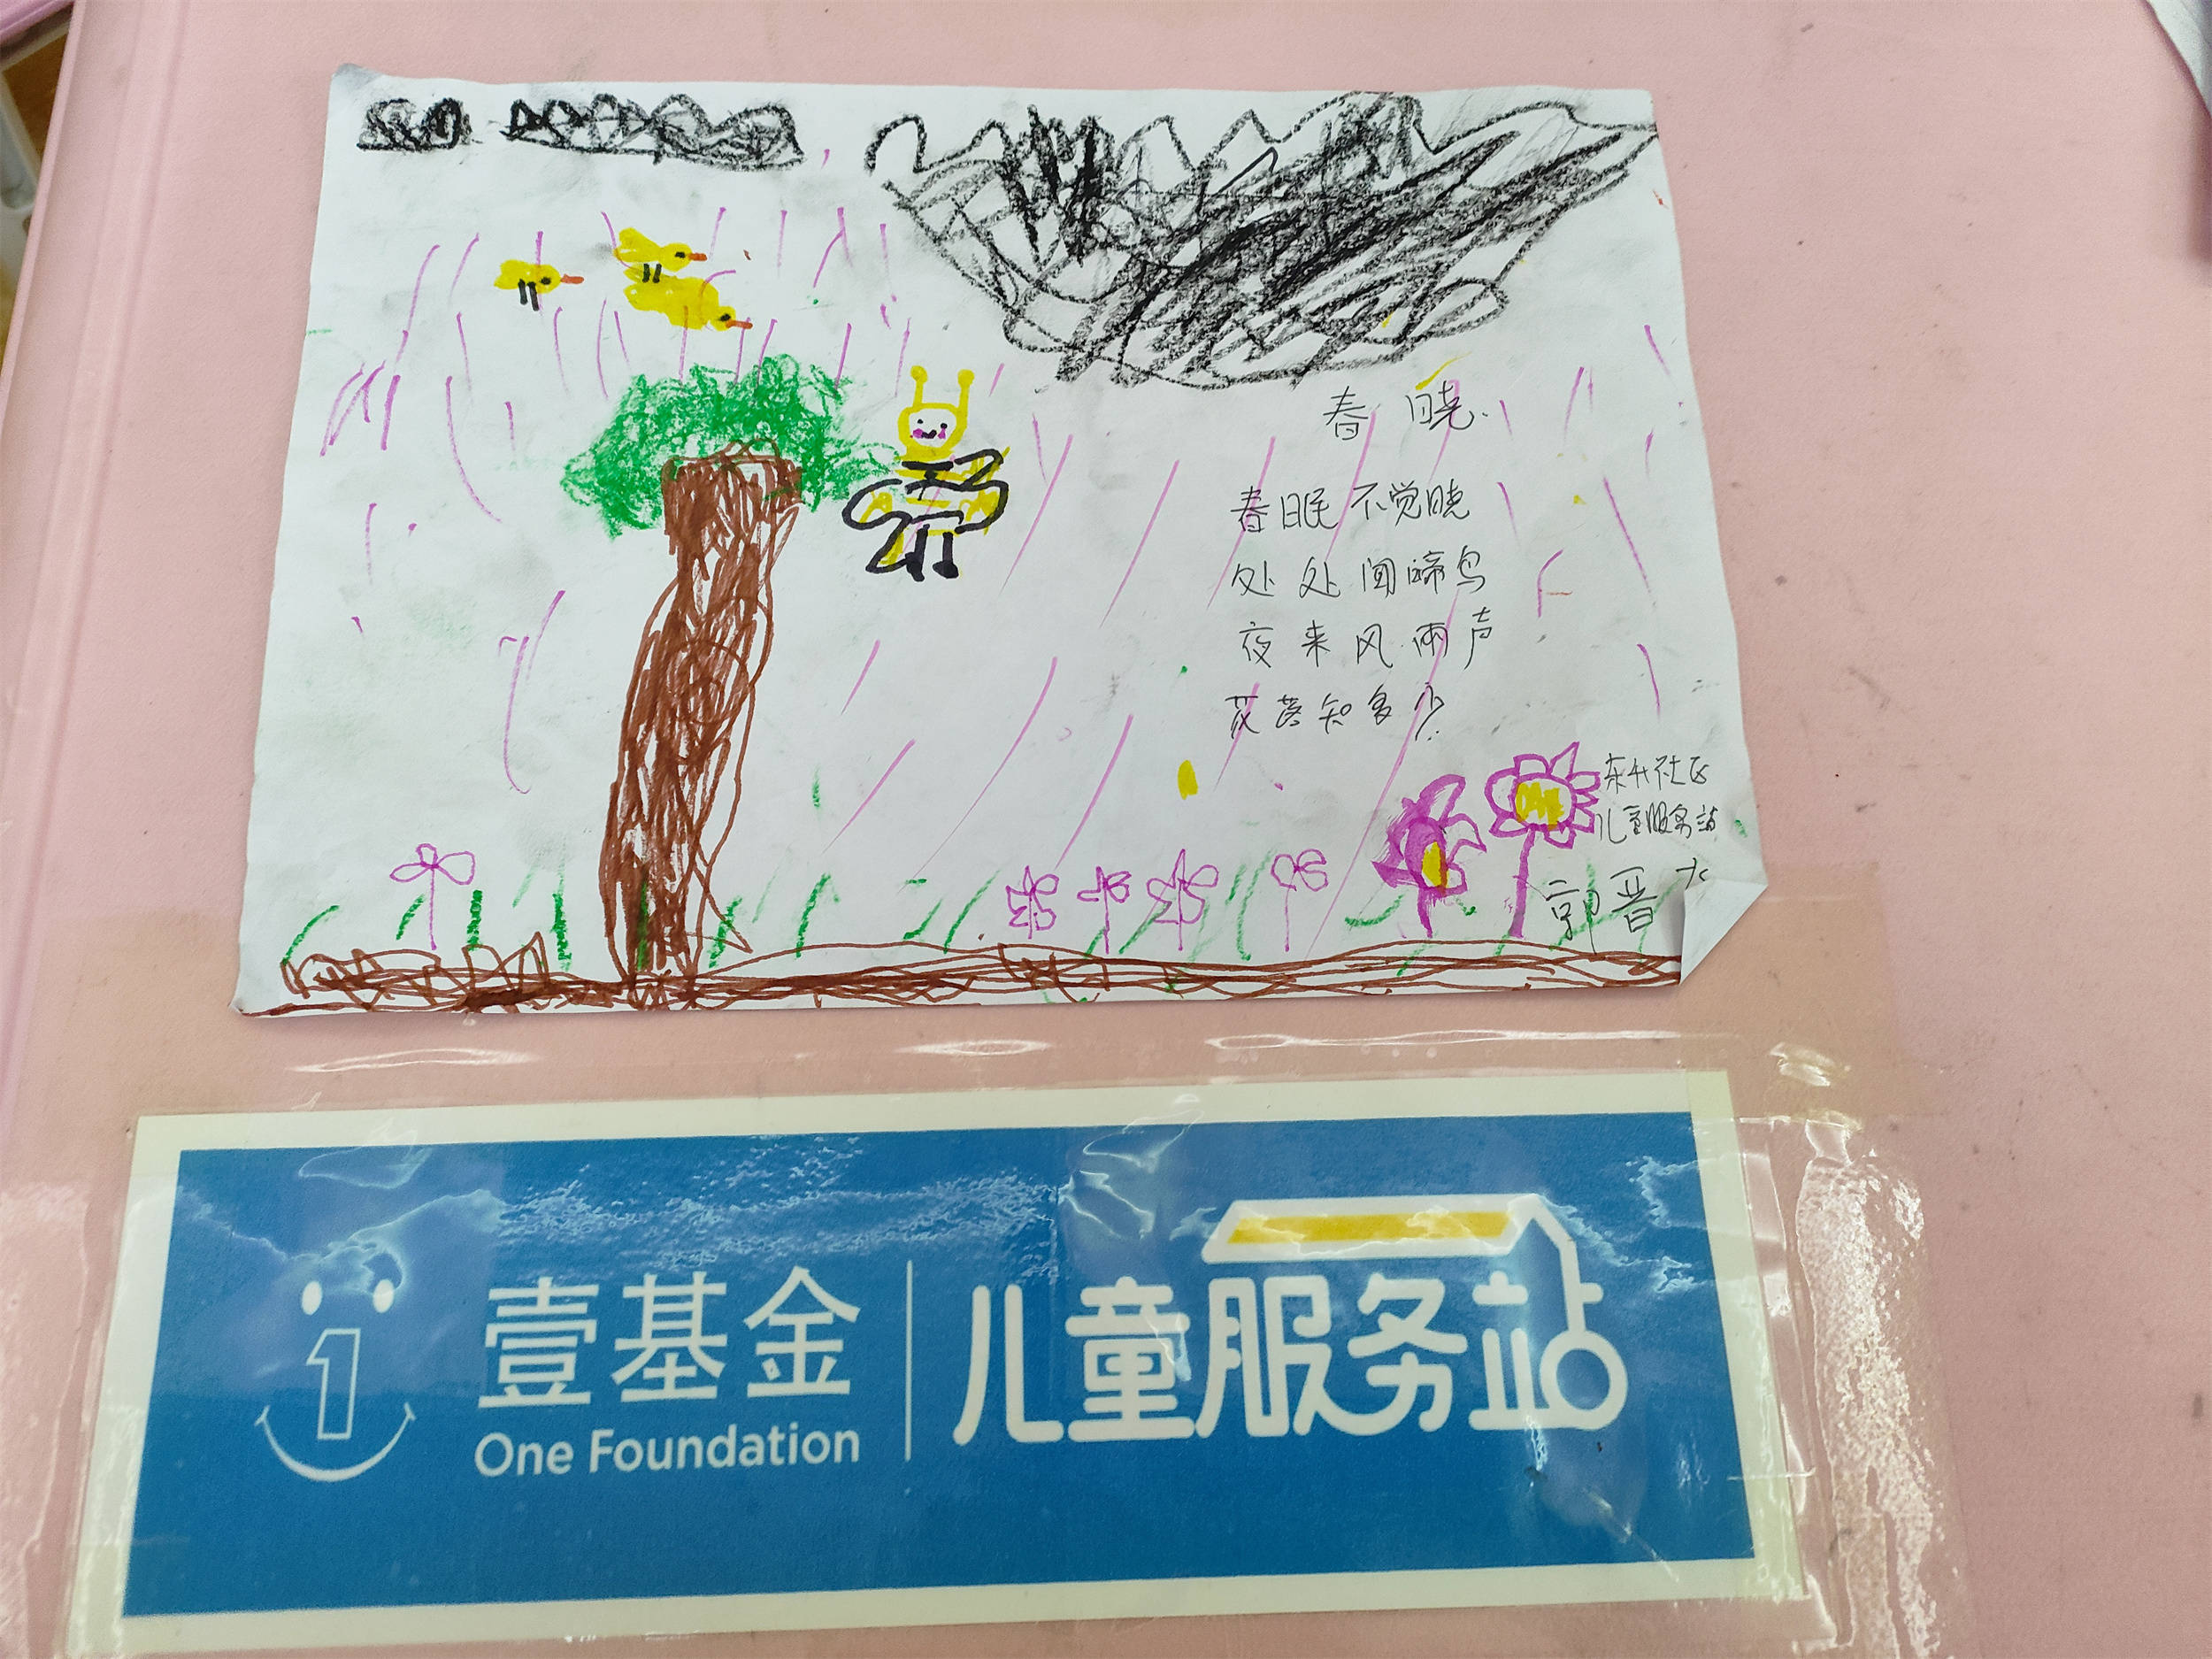 春晓
春眠不觉晓
处处闻啼鸟
夜来风雨声
花落知多少
东升社区
儿童服务站
壹基金
One Foundation
儿童服务站